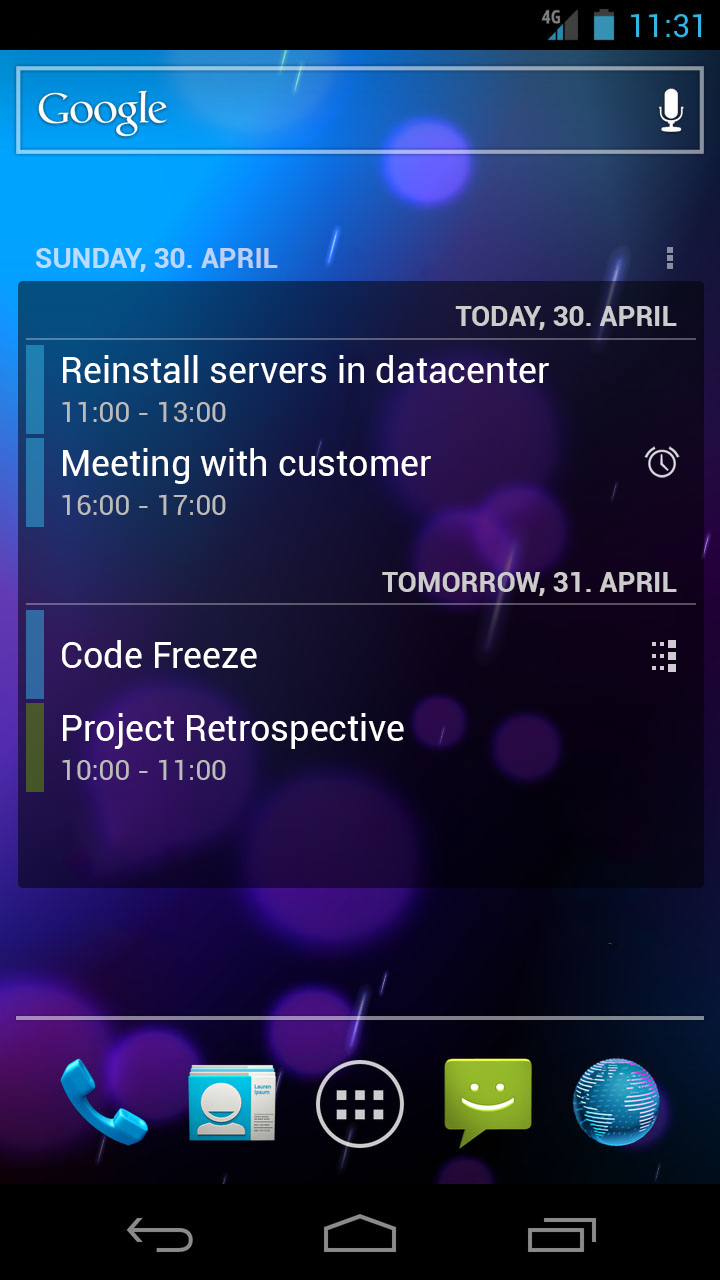 4G 11:31
Google
SUNDAY, 30. APRIL
TODAY, 30. APRIL
Reinstall servers in datacenter
11:00 - 13:00
Meeting with customer
16:00 - 17:00
TOMORROW, 31. APRIL
Code Freeze
Project Retrospective
10:00 - 11:00
Lauren
Ipsum